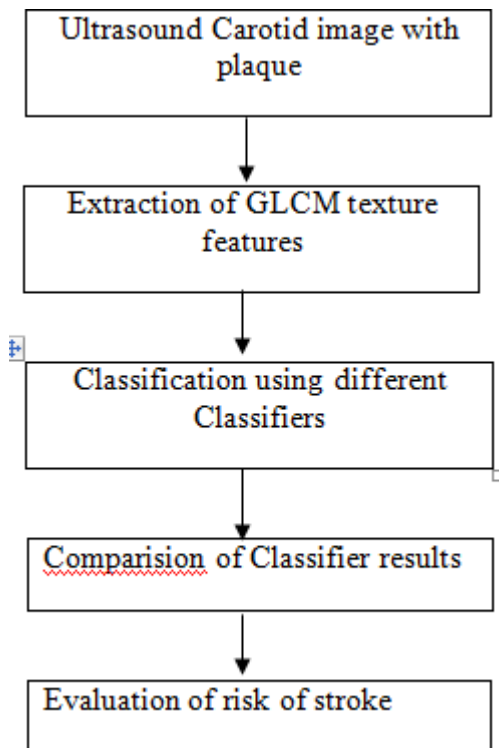 Ultrasound Carotid image with
plaque
Extraction of GLCM texture
features
Classification using different
Classifiers
Comparision of Classifier results
Evaluation of risk of stroke